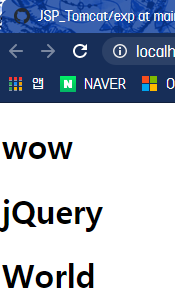 JSP_Tomcat/exp at mai
localh
앱 NAVER
wow
jQuery
World